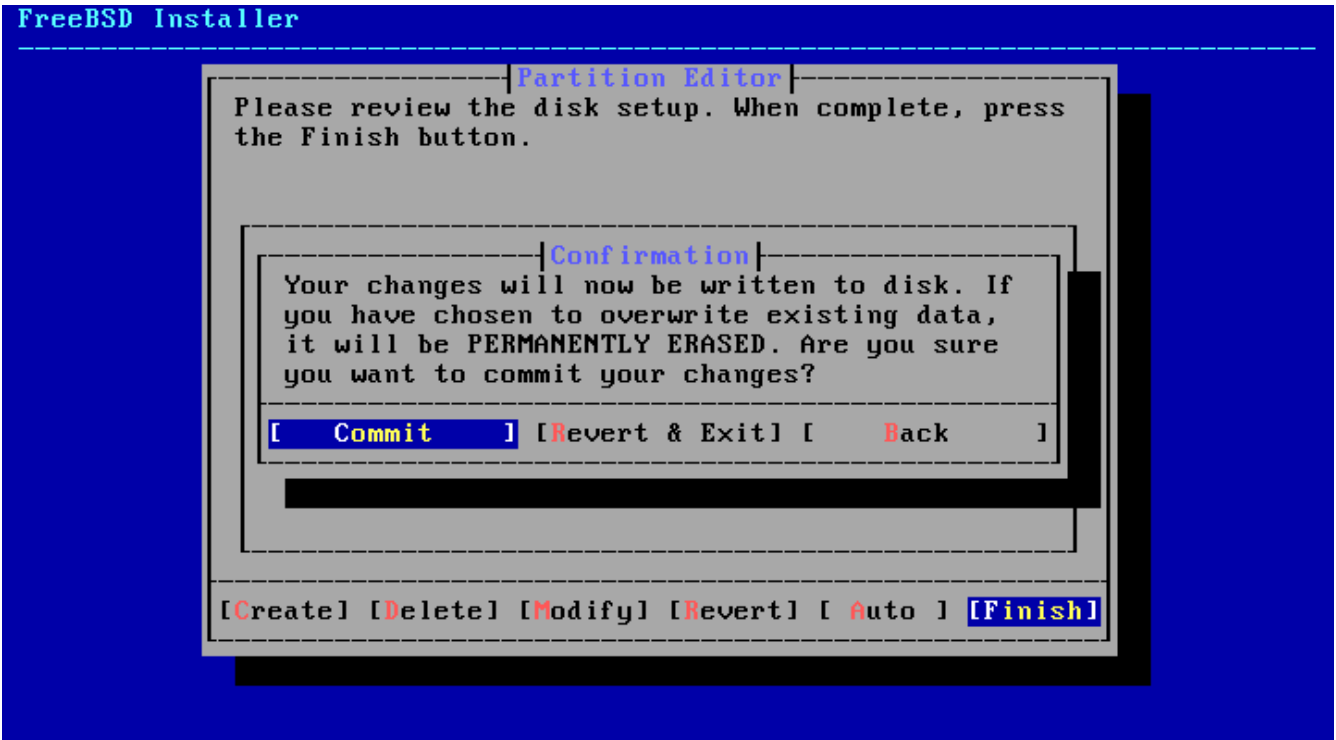 FreeBSD Installer
Partition Editor
Please review the disk setup. When complete, press
the Finish button.
Confirmation
Your changes will now be written to disk. If
you have chosen to overwrite existing data,
it will be PERMANENTLY ERASED. Are you sure
you want to commit your changes?
[ Commit ] [Revert & Exit] [ Back ]
[Create] [Delete] [Modify] [Revert] [ Auto ] [Finish]